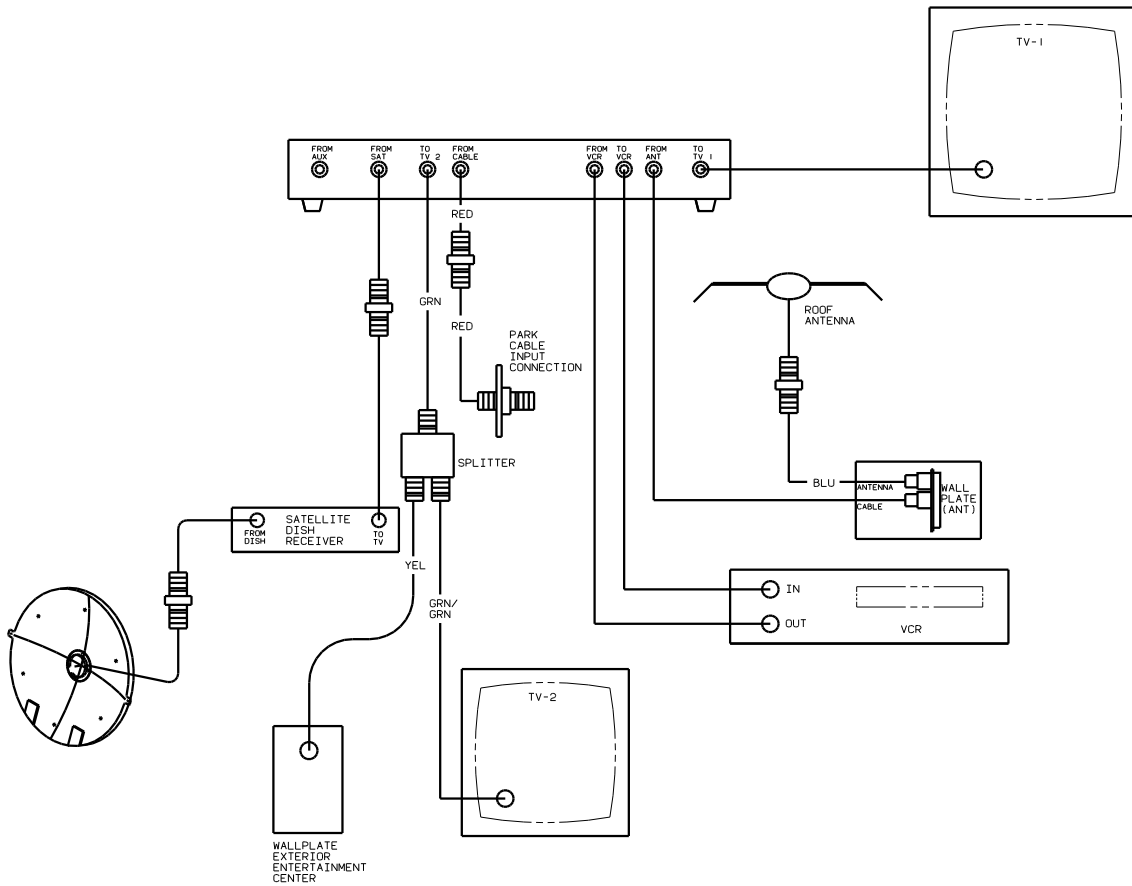 TV-1
FROM
AUX
FROM
SAT
TO
TV 2
FROM
CABLE
FROM
VCR
TO
VCR
FROM
ANT
TO
TV 1
RED
GRN
RED
ROOF
ANTENNA
PARK
CABLE
INPUT
CONNECTION
SPLITTER
BLU
ANTENNA
CABLE
WALL
PLATE
(ANT)
FROM
DISH
SATELLITE
DISH
RECEIVER
TO
TV
YEL
GRN/
GRN
IN
OUT
VCR
TV-2
WALLPLATE
EXTERIOR
ENTERTAINMENT
CENTER